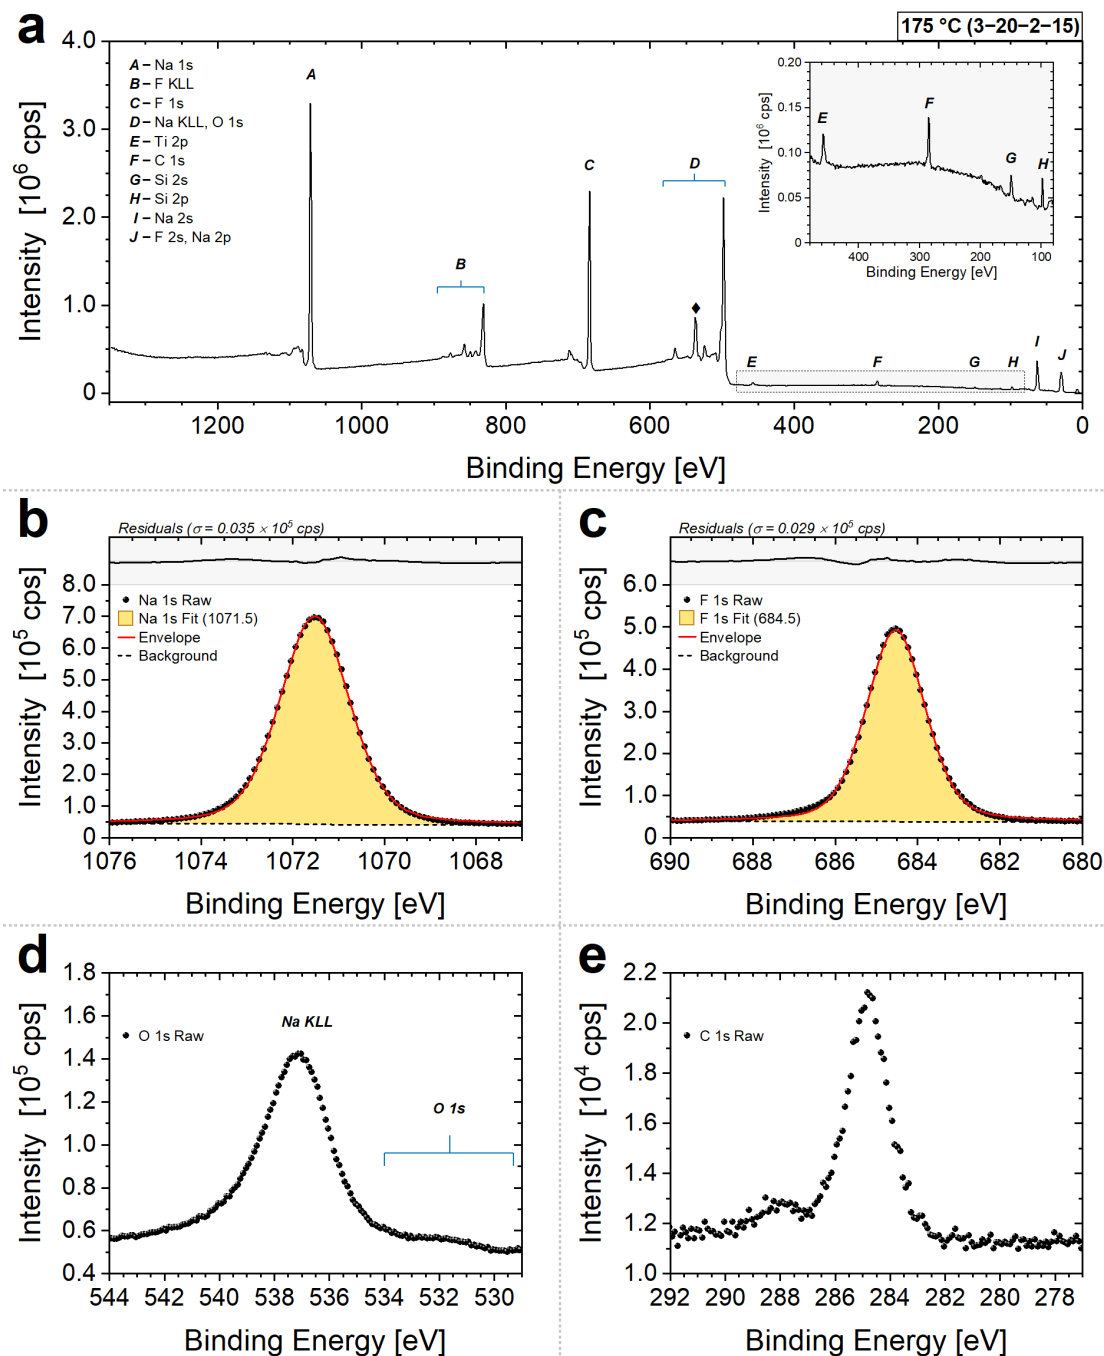 a
175 °C (3−20−2−15)
4.0
3.0
2.0
1.0
0
Intensity [10⁶ cps]
A − Na 1s
B − F KLL
C − F 1s
D − Na KLL, O 1s
E − Ti 2p
F − C 1s
G − Si 2s
H − Si 2p
I − Na 2s
J − F 2s, Na 2p
A
B
C
D
♦
E
F
G
H
I
J
0.20
0.15
0.10
0.05
0
Intensity [10⁶ cps]
E
F
G
H
400 300 200 100
Binding Energy [eV]
1200 1000 800 600 400 200 0
Binding Energy [eV]
b
Residuals (σ = 0.035 × 10⁵ cps)
8.0
7.0
6.0
5.0
4.0
3.0
2.0
1.0
0
Intensity [10⁵ cps]
Na 1s Raw
Na 1s Fit (1071.5)
Envelope
Background
1076 1074 1072 1070 1068
Binding Energy [eV]
c
Residuals (σ = 0.029 × 10⁵ cps)
6.0
5.0
4.0
3.0
2.0
1.0
0
Intensity [10⁵ cps]
F 1s Raw
F 1s Fit (684.5)
Envelope
Background
690 688 686 684 682 680
Binding Energy [eV]
d
1.8
1.6
1.4
1.2
1.0
0.8
0.6
0.4
Intensity [10⁵ cps]
O 1s Raw
Na KLL
O 1s
544 542 540 538 536 534 532 530
Binding Energy [eV]
e
2.2
2.0
1.8
1.6
1.4
1.2
1.0
Intensity [10⁴ cps]
C 1s Raw
292 290 288 286 284 282 280 278
Binding Energy [eV]